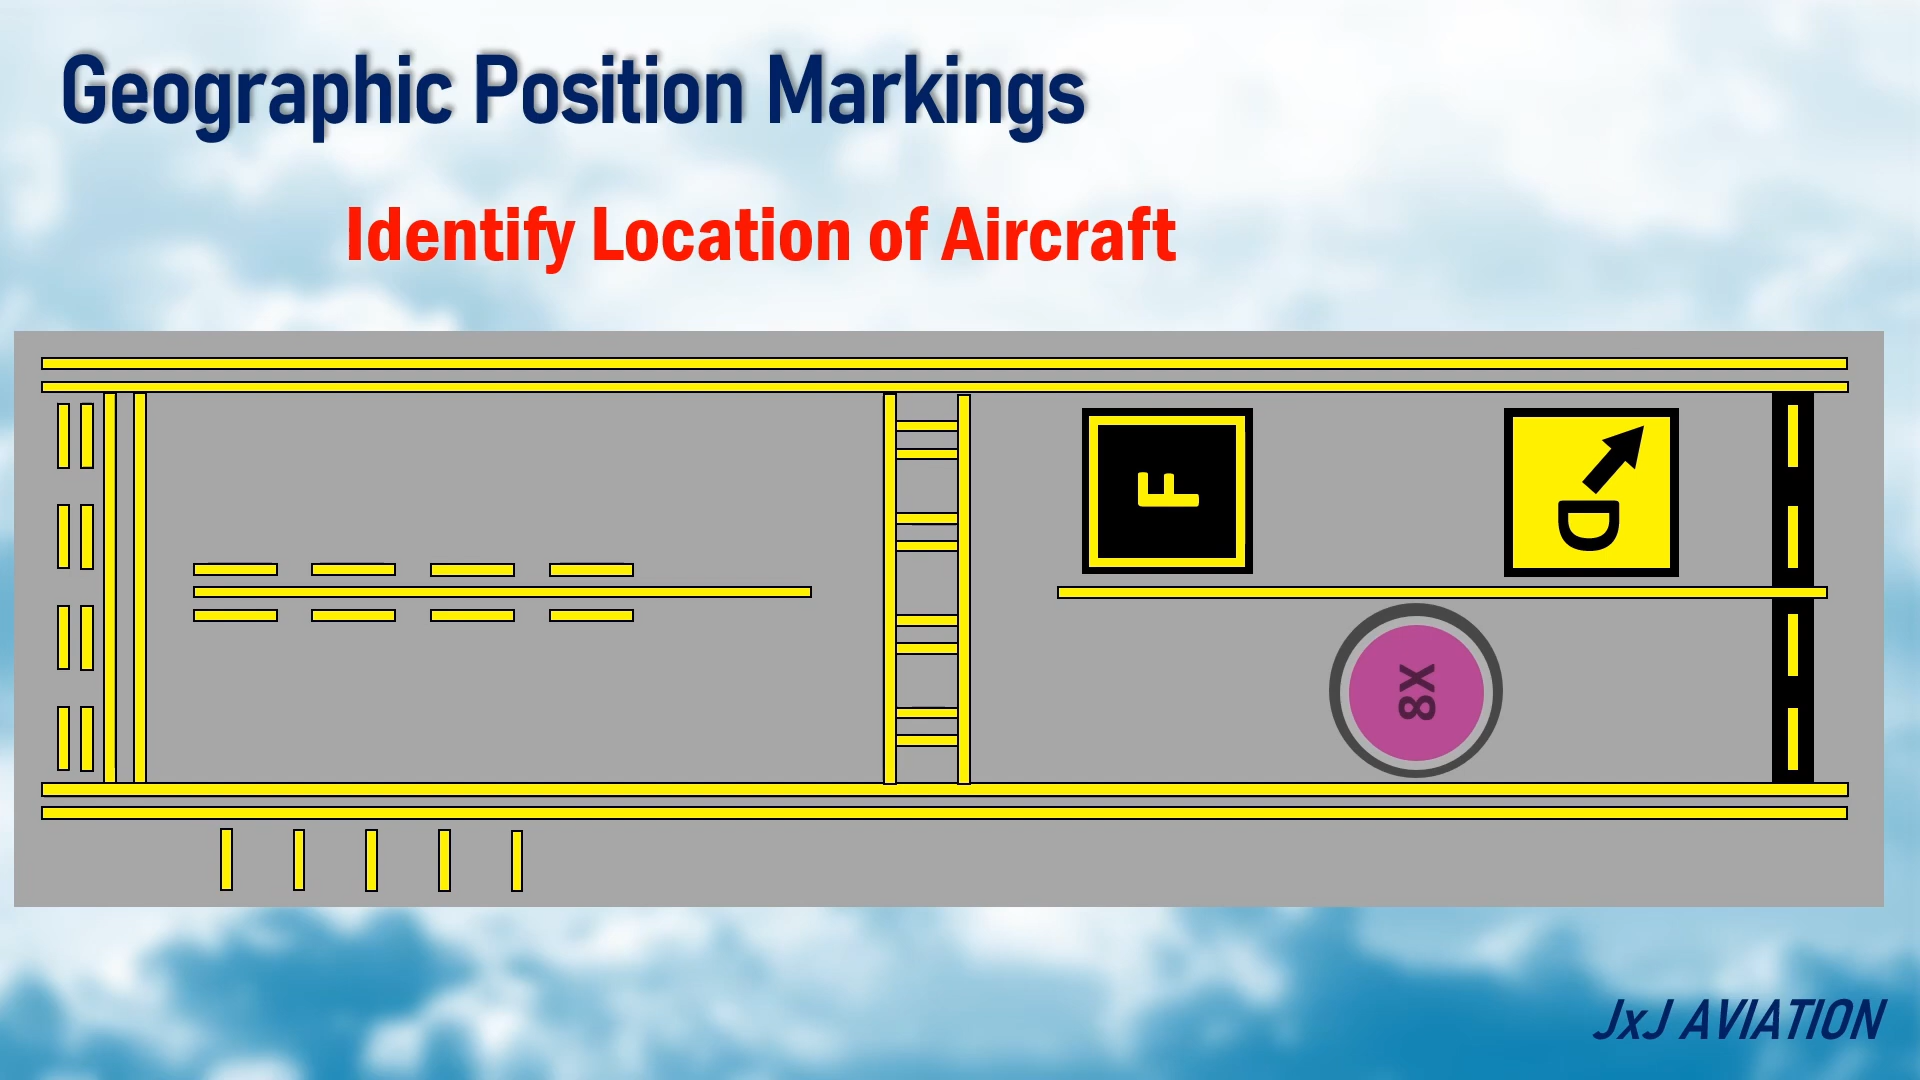 Geographic Position Markings
Identify Location of Aircraft
F
D
8X
JxJ AVIATION